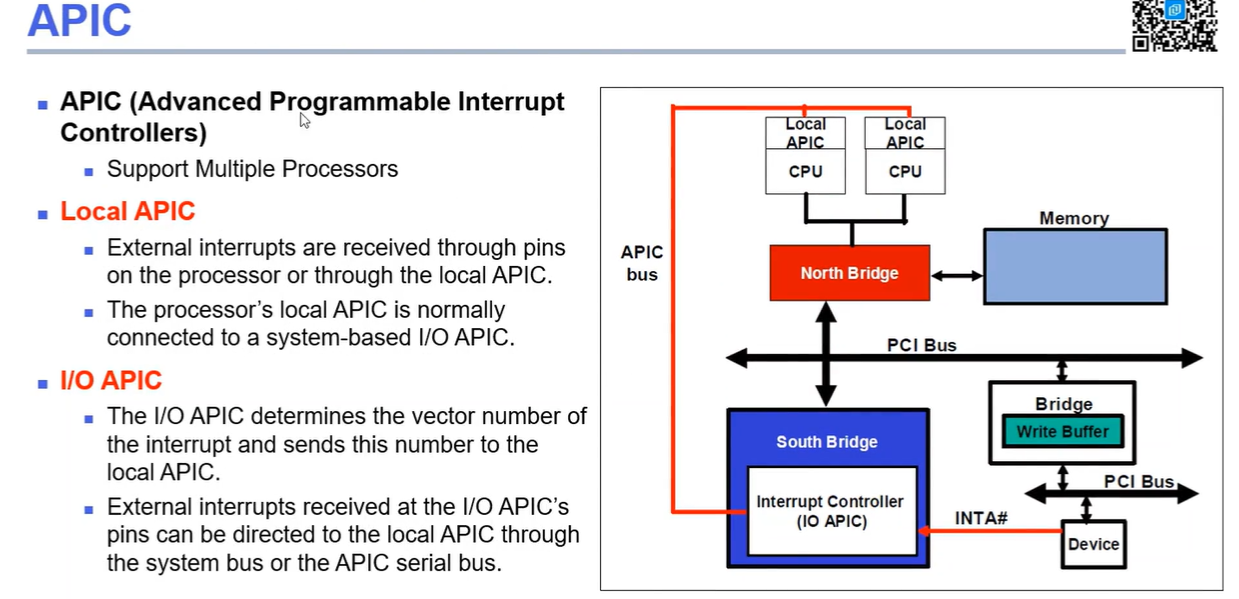 APIC
APIC (Advanced Programmable Interrupt
Controllers)
Support Multiple Processors
Local APIC
External interrupts are received through pins
on the processor or through the local APIC.
The processor's local APIC is normally
connected to a system-based I/O APIC.
I/O APIC
The I/O APIC determines the vector number of
the interrupt and sends this number to the
local APIC.
External interrupts received at the I/O APIC's
pins can be directed to the local APIC through
the system bus or the APIC serial bus.
Local
APIC
CPU
Local
APIC
CPU
APIC
bus
North Bridge
Memory
PCI Bus
South Bridge
Interrupt Controller
(IO APIC)
Bridge
Write Buffer
PCI Bus
INTA#
Device